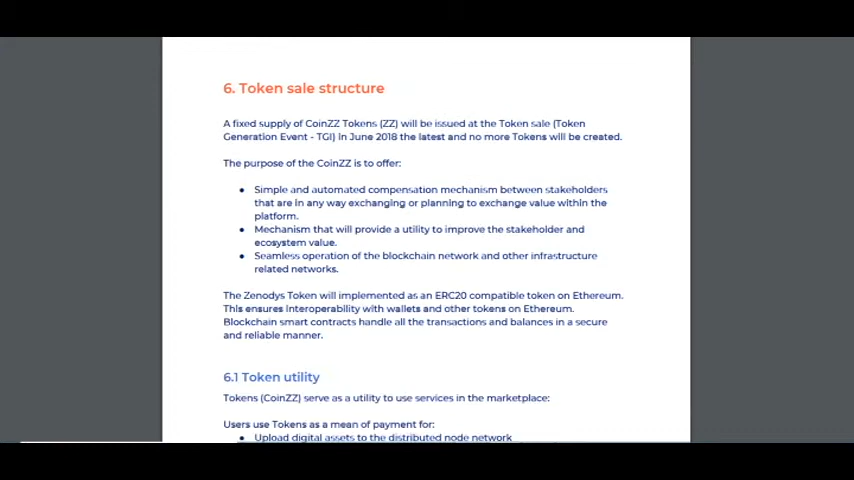 6. Token sale structure
A fixed supply of CoinZZ Tokens (ZZ) will be issued at the Token sale (Token
Generation Event - TGI) in June 2018 the latest and no more Tokens will be created.
The purpose of the CoinZZ is to offer:
● Simple and automated compensation mechanism between stakeholders
that are in any way exchanging or planning to exchange value within the
platform.
● Mechanism that will provide a utility to improve the stakeholder and
ecosystem value.
● Seamless operation of the blockchain network and other infrastructure
related networks.
The Zenodys Token will implemented as an ERC20 compatible token on Ethereum.
This ensures interoperability with wallets and other tokens on Ethereum.
Blockchain smart contracts handle all the transactions and balances in a secure
and reliable manner.
6.1 Token utility
Tokens (CoinZZ) serve as a utility to use services in the marketplace:
Users use Tokens as a mean of payment for:
● Upload digital assets to the distributed node network